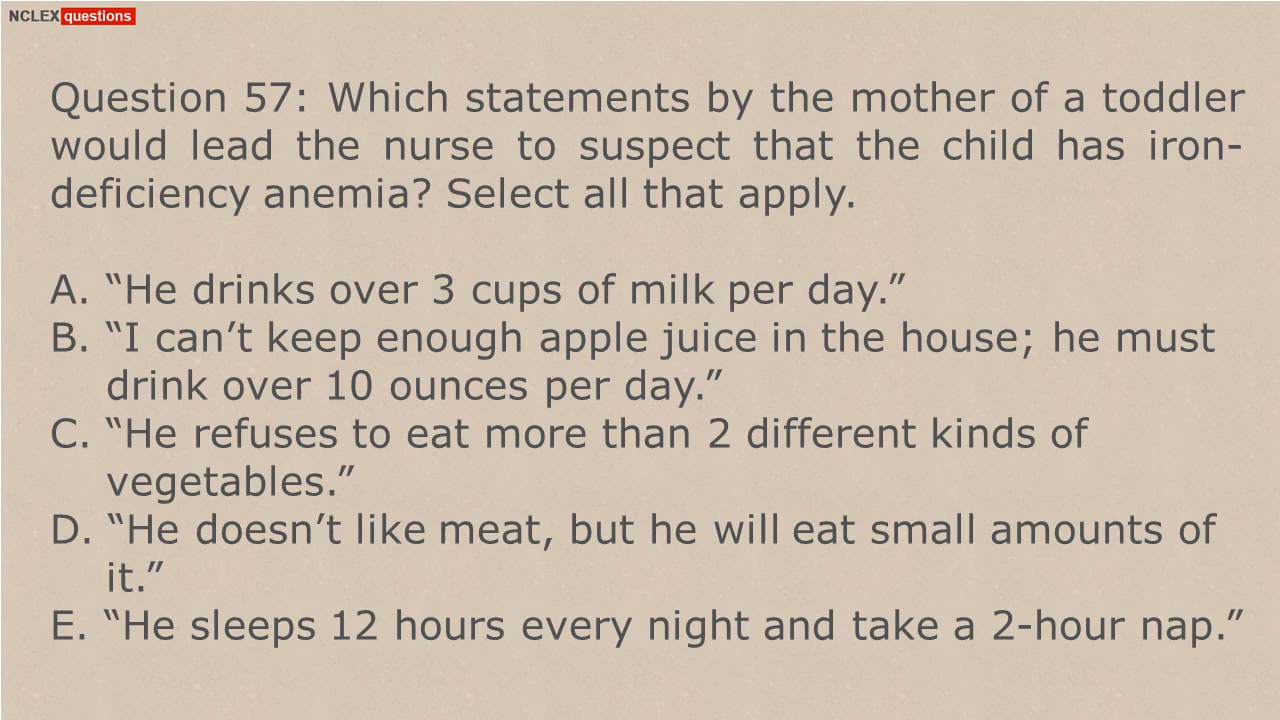 NCLEX questions
Question 57: Which statements by the mother of a toddler
would lead the nurse to suspect that the child has iron-
deficiency anemia? Select all that apply.
A. “He drinks over 3 cups of milk per day.”
B. “I can’t keep enough apple juice in the house; he must
drink over 10 ounces per day.”
C. “He refuses to eat more than 2 different kinds of
vegetables.”
D. “He doesn’t like meat, but he will eat small amounts of
it.”
E. “He sleeps 12 hours every night and take a 2-hour nap.”